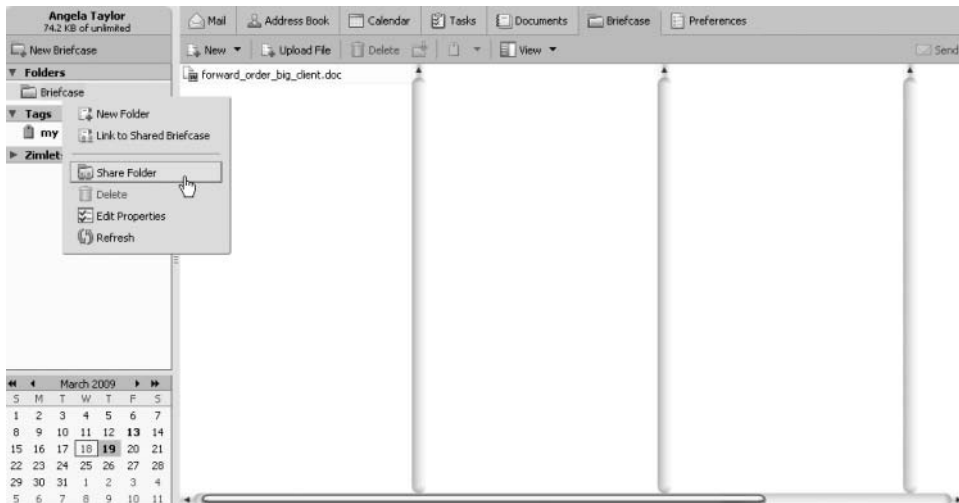 Angela Taylor
74.2 KB of unlimited
Mail Address Book Calendar Tasks Documents Briefcase Preferences
New Briefcase
New Upload File Delete View Send
Folders
forward_order_big_client.doc
Briefcase
Tags
New Folder
my
Link to Shared Briefcase
Zimlet
Share Folder
Delete
Edit Properties
Refresh
March 2009
S M T W T F S
1 2 3 4 5 6 7
8 9 10 11 12 13 14
15 16 17 18 19 20 21
22 23 24 25 26 27 28
29 30 31 1 2 3 4
5 6 7 8 9 10 11